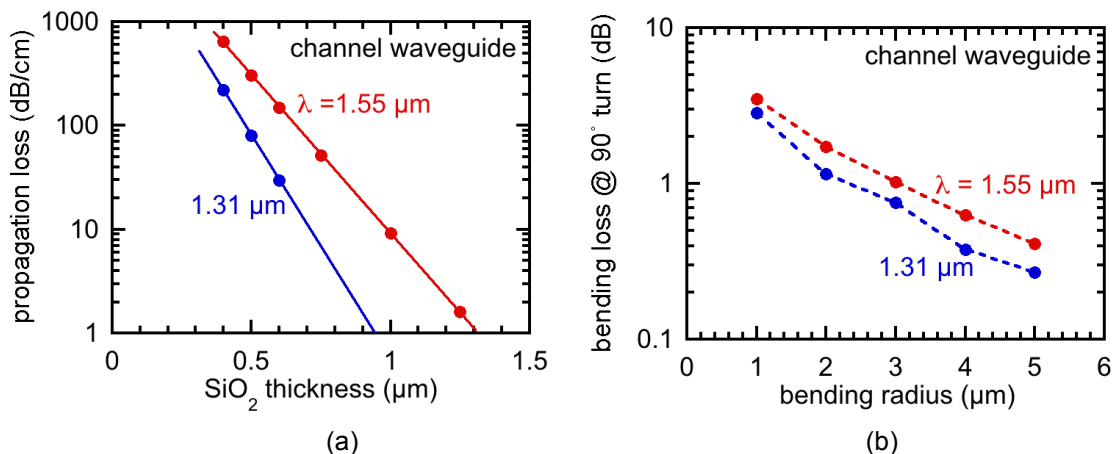 1000
100
10
1
propagation loss (dB/cm)
channel waveguide
λ =1.55 µm
1.31 µm
0
0.5
1
1.5
SiO2 thickness (µm)
(a)
10
1
0.1
bending loss @ 90° turn (dB)
channel waveguide
λ = 1.55 µm
1.31 µm
0
1
2
3
4
5
6
bending radius (µm)
(b)